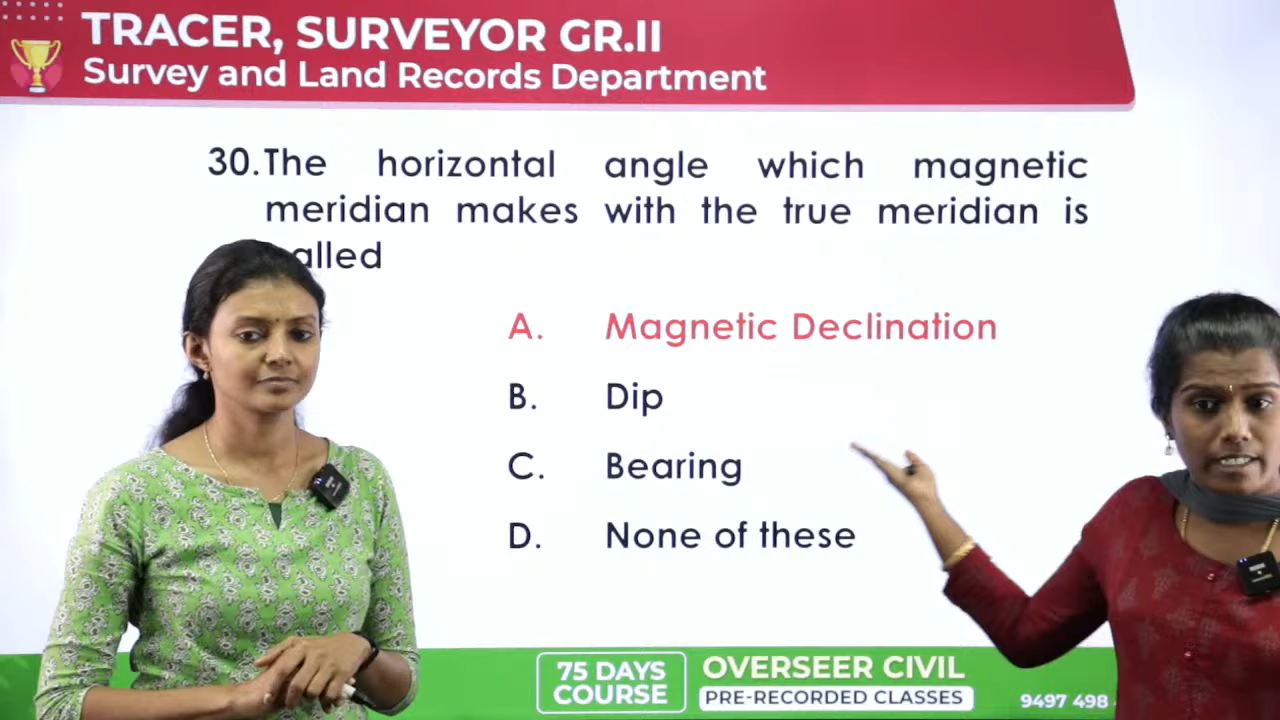 TRACER, SURVEYOR GR.II
Survey and Land Records Department
30. The horizontal angle which magnetic
meridian makes with the true meridian is
alled
A. Magnetic Declination
B. Dip
C. Bearing
D. None of these
75 DAYS
COURSE
OVERSEER CIVIL
PRE-RECORDED CLASSES
9497 498